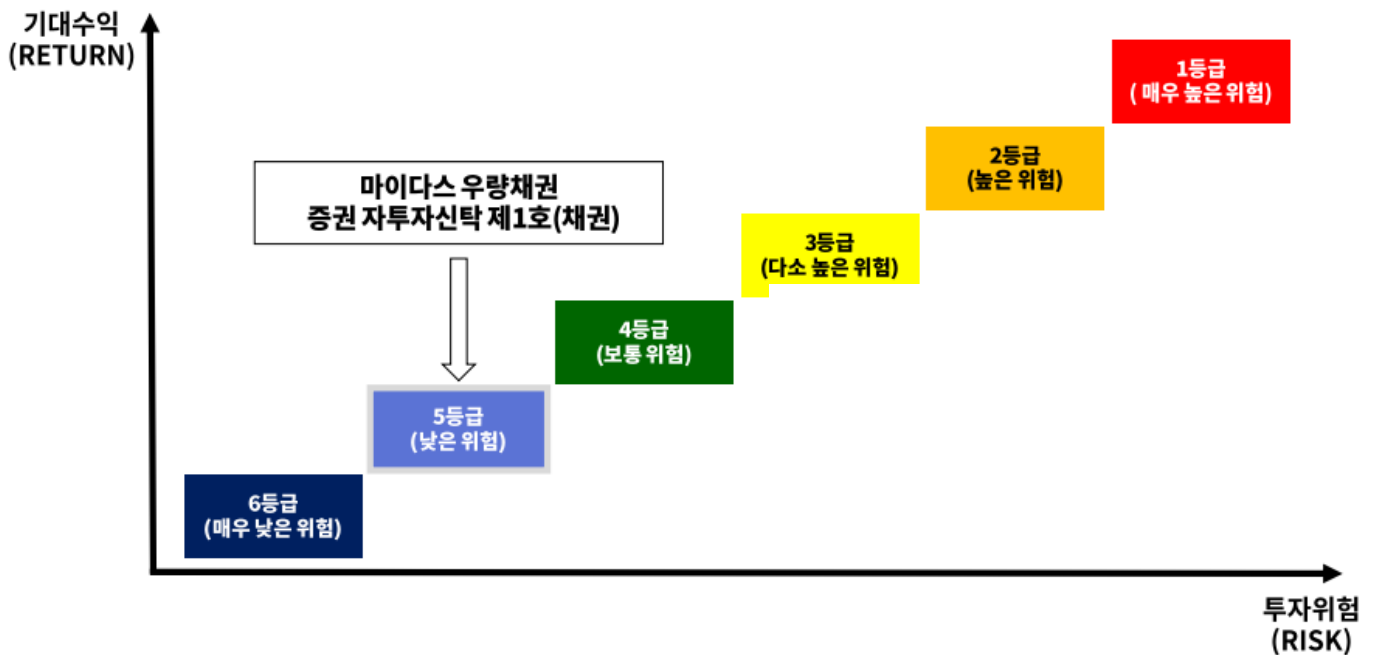 기대수익
(RETURN)
1등급
( 매우 높은 위험)
2등급
(높은 위험)
마이다스 우량채권
증권 자투자신탁 제1호(채권)
3등급
(다소 높은 위험)
4등급
(보통 위험)
5등급
(낮은 위험)
6등급
(매우 낮은 위험)
투자위험
(RISK)